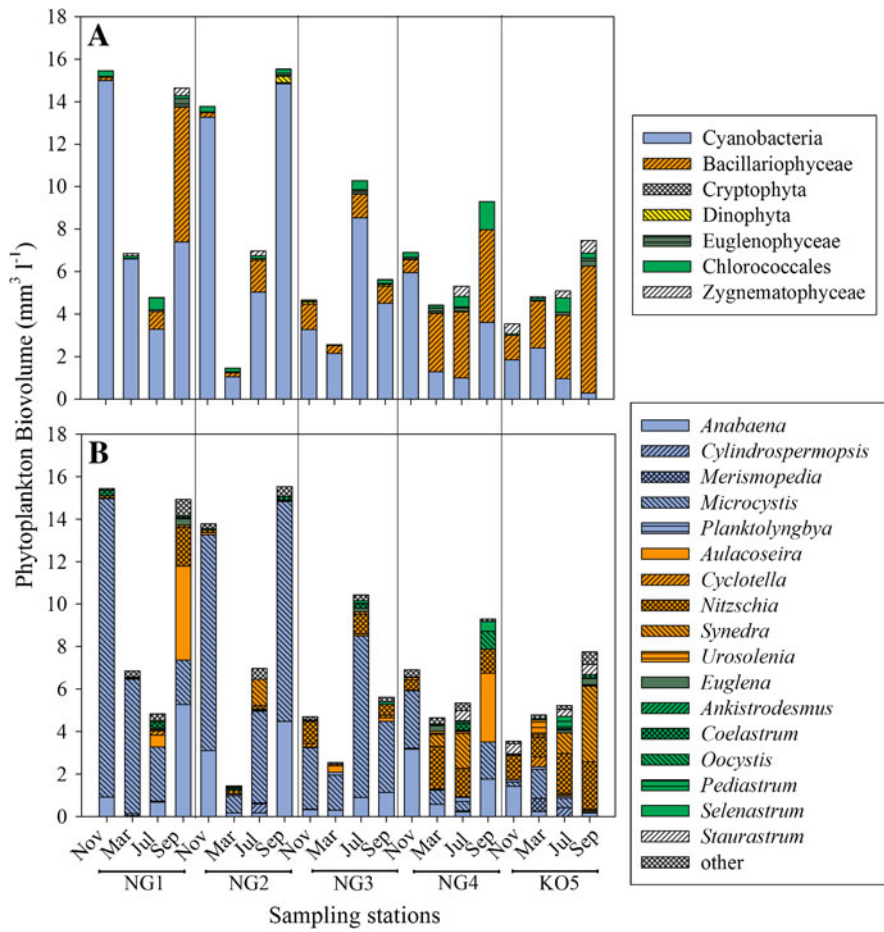 A
18
16
14
12
10
8
6
4
2
0
Cyanobacteria
Bacillariophyceae
Cryptophyta
Dinophyta
Euglenophyceae
Chlorococcales
Zygnematophyceae
Phytoplankton Biovolume (mm³ l⁻¹)
B
18
16
14
12
10
8
6
4
2
0
Anabaena
Cylindrospermopsis
Merismopedia
Microcystis
Planktolyngbya
Aulacoseira
Cyclotella
Nitzschia
Synedra
Urosolenia
Euglena
Ankistrodesmus
Coelastrum
Oocystis
Pediastrum
Selenastrum
Staurastrum
other
Nov Mar Jul Sep Nov Mar Jul Sep Nov Mar Jul Sep Nov Mar Jul Sep Nov Mar Jul Sep
NG1 NG2 NG3 NG4 KO5
Sampling stations